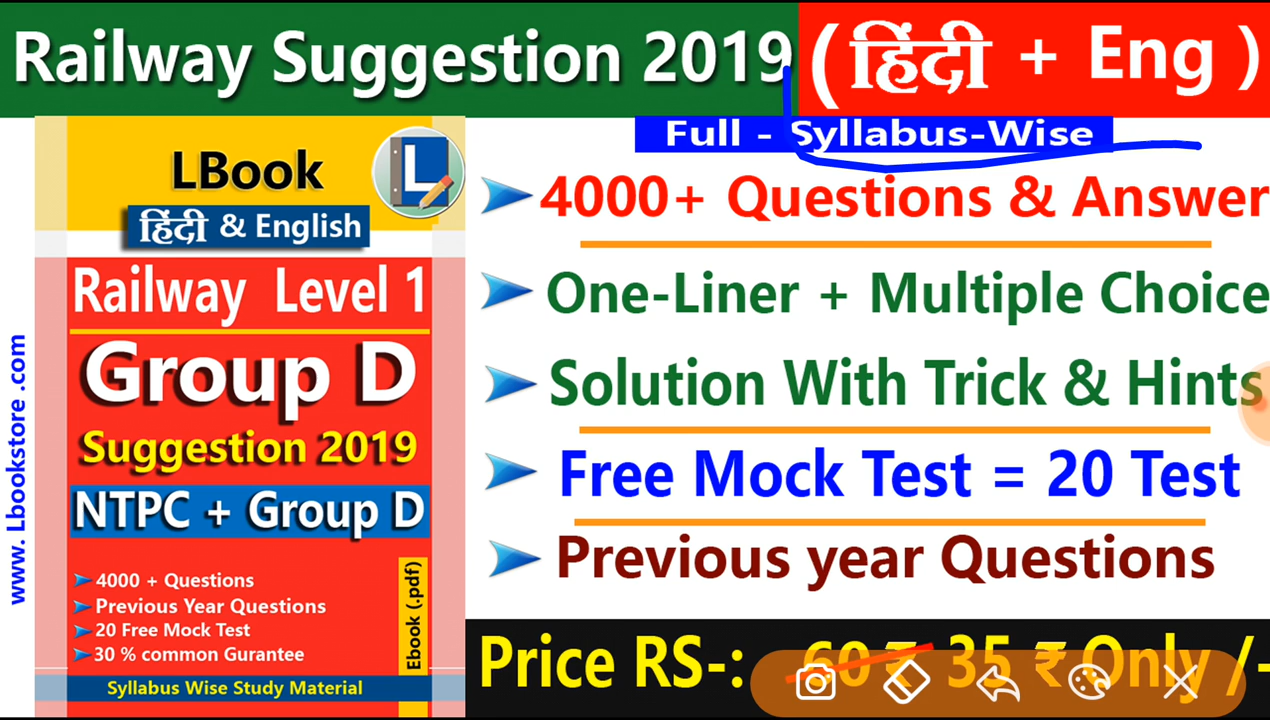 Railway Suggestion 2019 ( हिंदी + Eng )
Full - Syllabus-Wise
LBook
हिंदी & English
Railway Level 1
Group D
Suggestion 2019
NTPC + Group D
4000 + Questions
Previous Year Questions
20 Free Mock Test
30 % common Gurantee
Ebook (.pdf)
Syllabus Wise Study Material
www. Lbookstore .com
L
4000+ Questions & Answer
One-Liner + Multiple Choice
Solution With Trick & Hints
Free Mock Test = 20 Test
Previous year Questions
Price RS-: 60 ₹ 35 ₹ Only /-